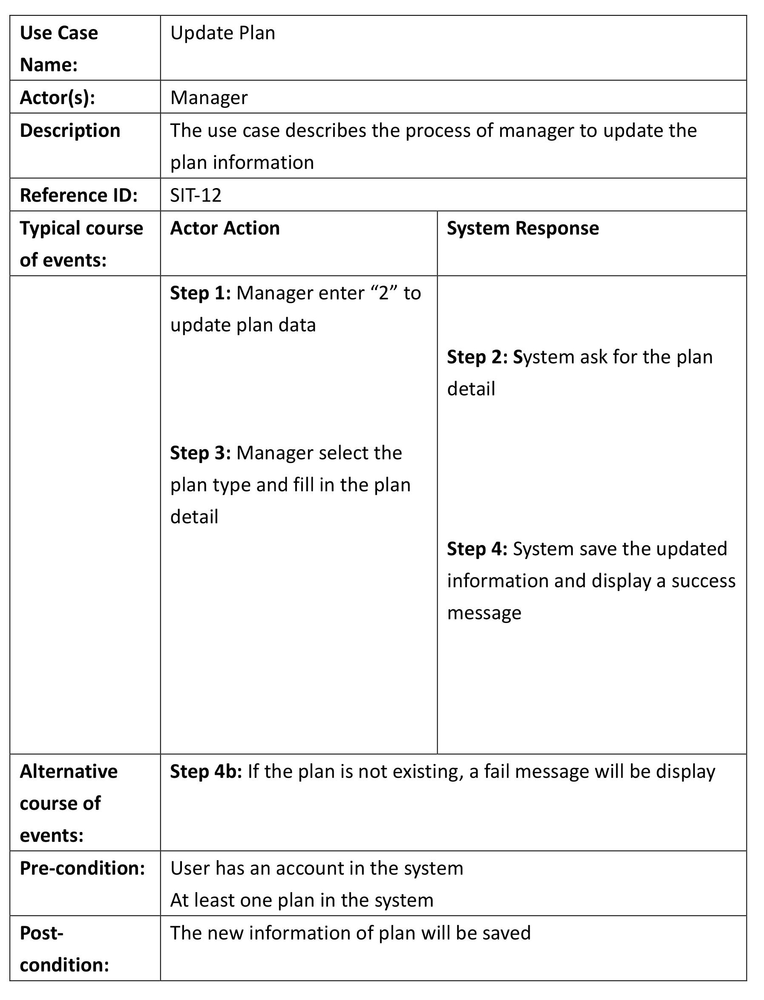 Use Case
Name:
Update Plan
Actor(s):
Manager
Description
The use case describes the process of manager to update the
plan information
Reference ID:
SIT-12
Typical course
of events:
Actor Action
System Response
Step 1: Manager enter “2” to
update plan data
Step 2: System ask for the plan
detail
Step 3: Manager select the
plan type and fill in the plan
detail
Step 4: System save the updated
information and display a success
message
Alternative
course of
events:
Step 4b: If the plan is not existing, a fail message will be display
Pre-condition:
User has an account in the system
At least one plan in the system
Post-
condition:
The new information of plan will be saved